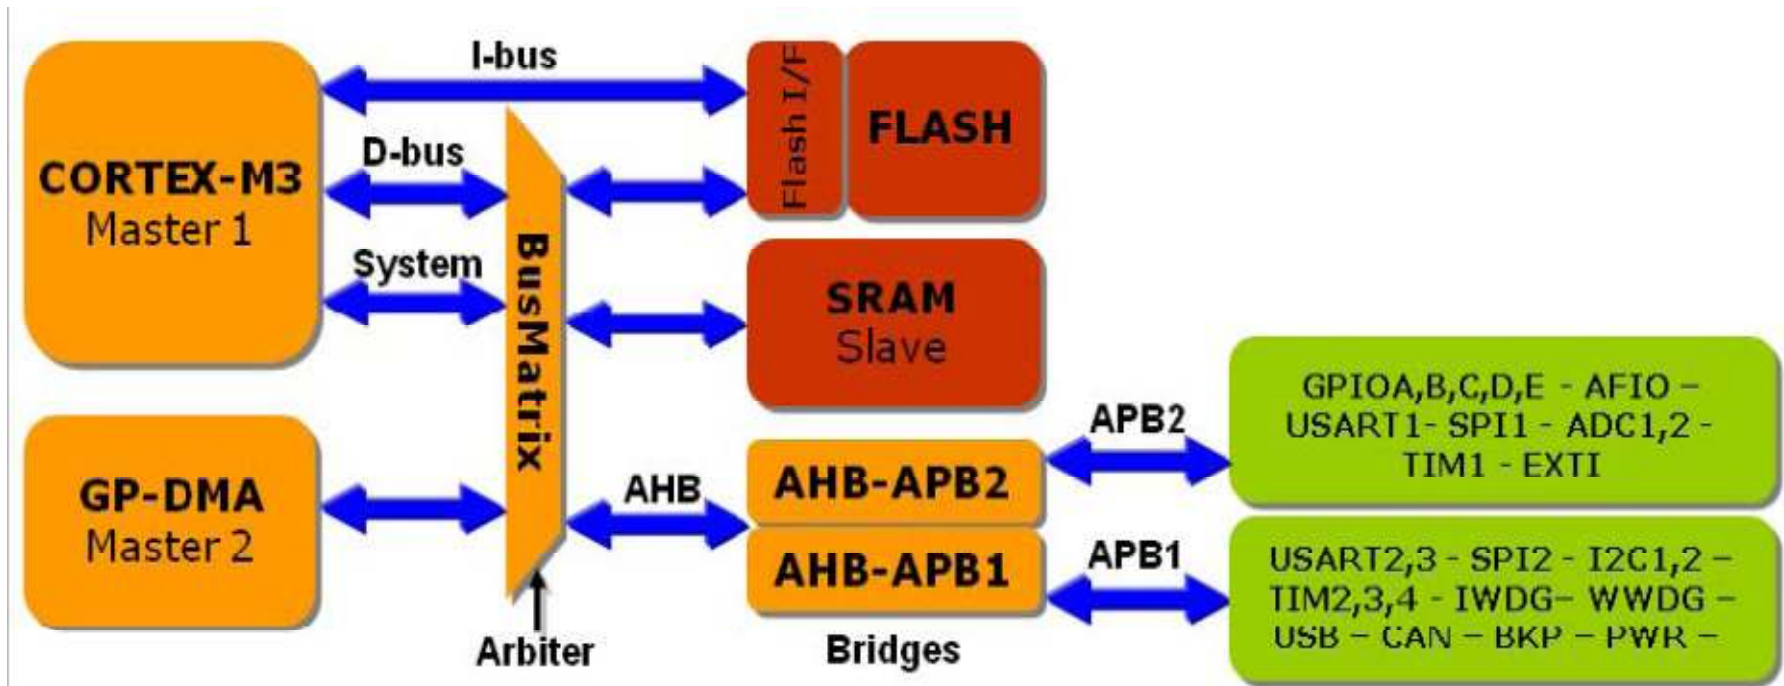 I-bus
Flash I/F
FLASH
D-bus
CORTEX-M3
Master 1
System
BusMatrix
SRAM
Slave
GPIOA,B,C,D,E - AFIO –
USART1- SPI1 - ADC1,2 -
TIM1 - EXTI
APB2
GP-DMA
Master 2
AHB
AHB-APB2
AHB-APB1
APB1
USART2,3 - SPI2 - I2C1,2 –
TIM2,3,4 - IWDG– WWDG –
USB – CAN – BKP – PWR –
Arbiter
Bridges